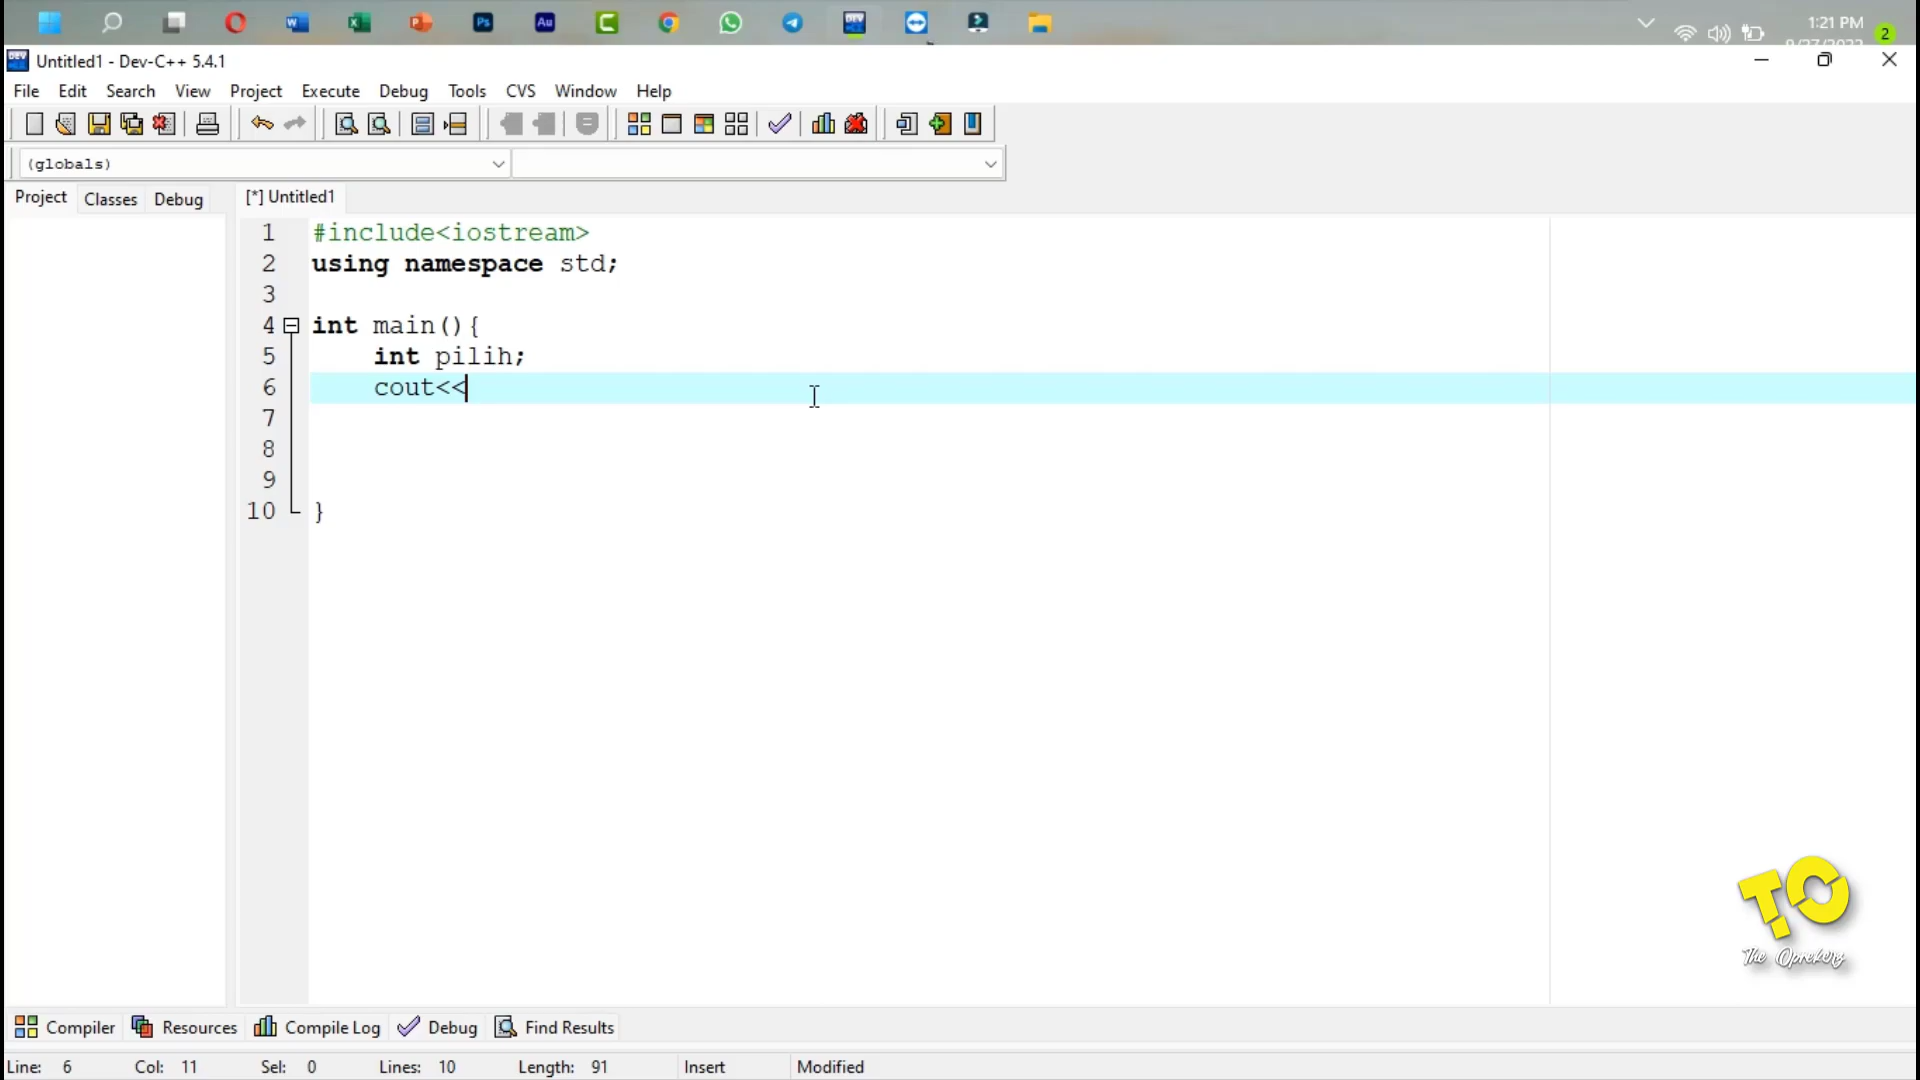 1:21 PM
2
Untitled1 - Dev-C++ 5.4.1
File Edit Search View Project Execute Debug Tools CVS Window Help
(globals)
Project Classes Debug [*] Untitled1
1 #include<iostream>
2 using namespace std;
3
4 int main(){
5 int pilih;
6 cout<<
7
8
9
10 }
TO
The Oprekerz
Compiler Resources Compile Log Debug Find Results
Line: 6 Col: 11 Sel: 0 Lines: 10 Length: 91 Insert Modified